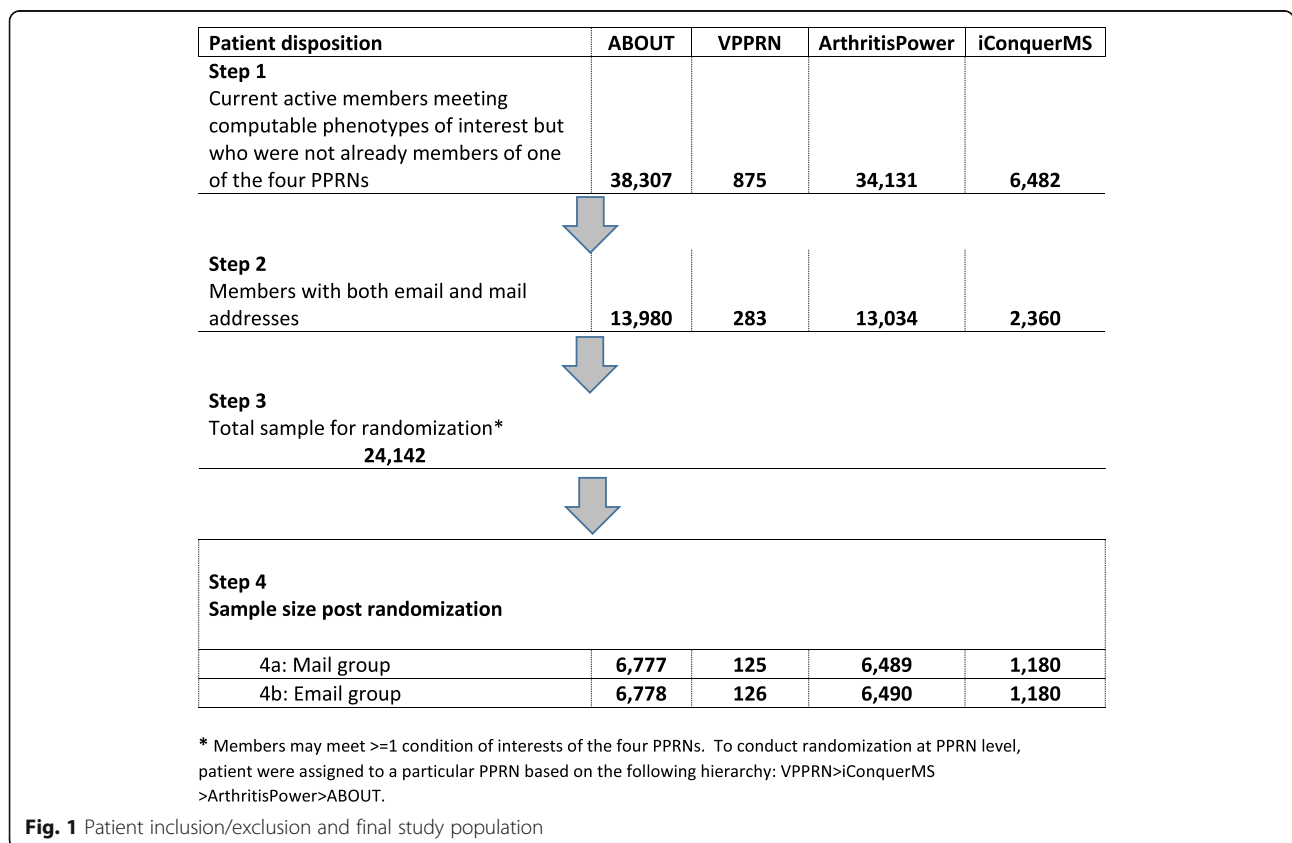 Patient disposition ABOUT VPPRN ArthritisPower iConquerMS
Step 1
Current active members meeting
computable phenotypes of interest but
who were not already members of one
of the four PPRNs 38,307 875 34,131 6,482
Step 2
Members with both email and mail
addresses 13,980 283 13,034 2,360
Step 3
Total sample for randomization*
24,142
Step 4
Sample size post randomization
4a: Mail group 6,777 125 6,489 1,180
4b: Email group 6,778 126 6,490 1,180
* Members may meet >=1 condition of interests of the four PPRNs. To conduct randomization at PPRN level,
patient were assigned to a particular PPRN based on the following hierarchy: VPPRN>iConquerMS
>ArthritisPower>ABOUT.
Fig. 1 Patient inclusion/exclusion and final study population